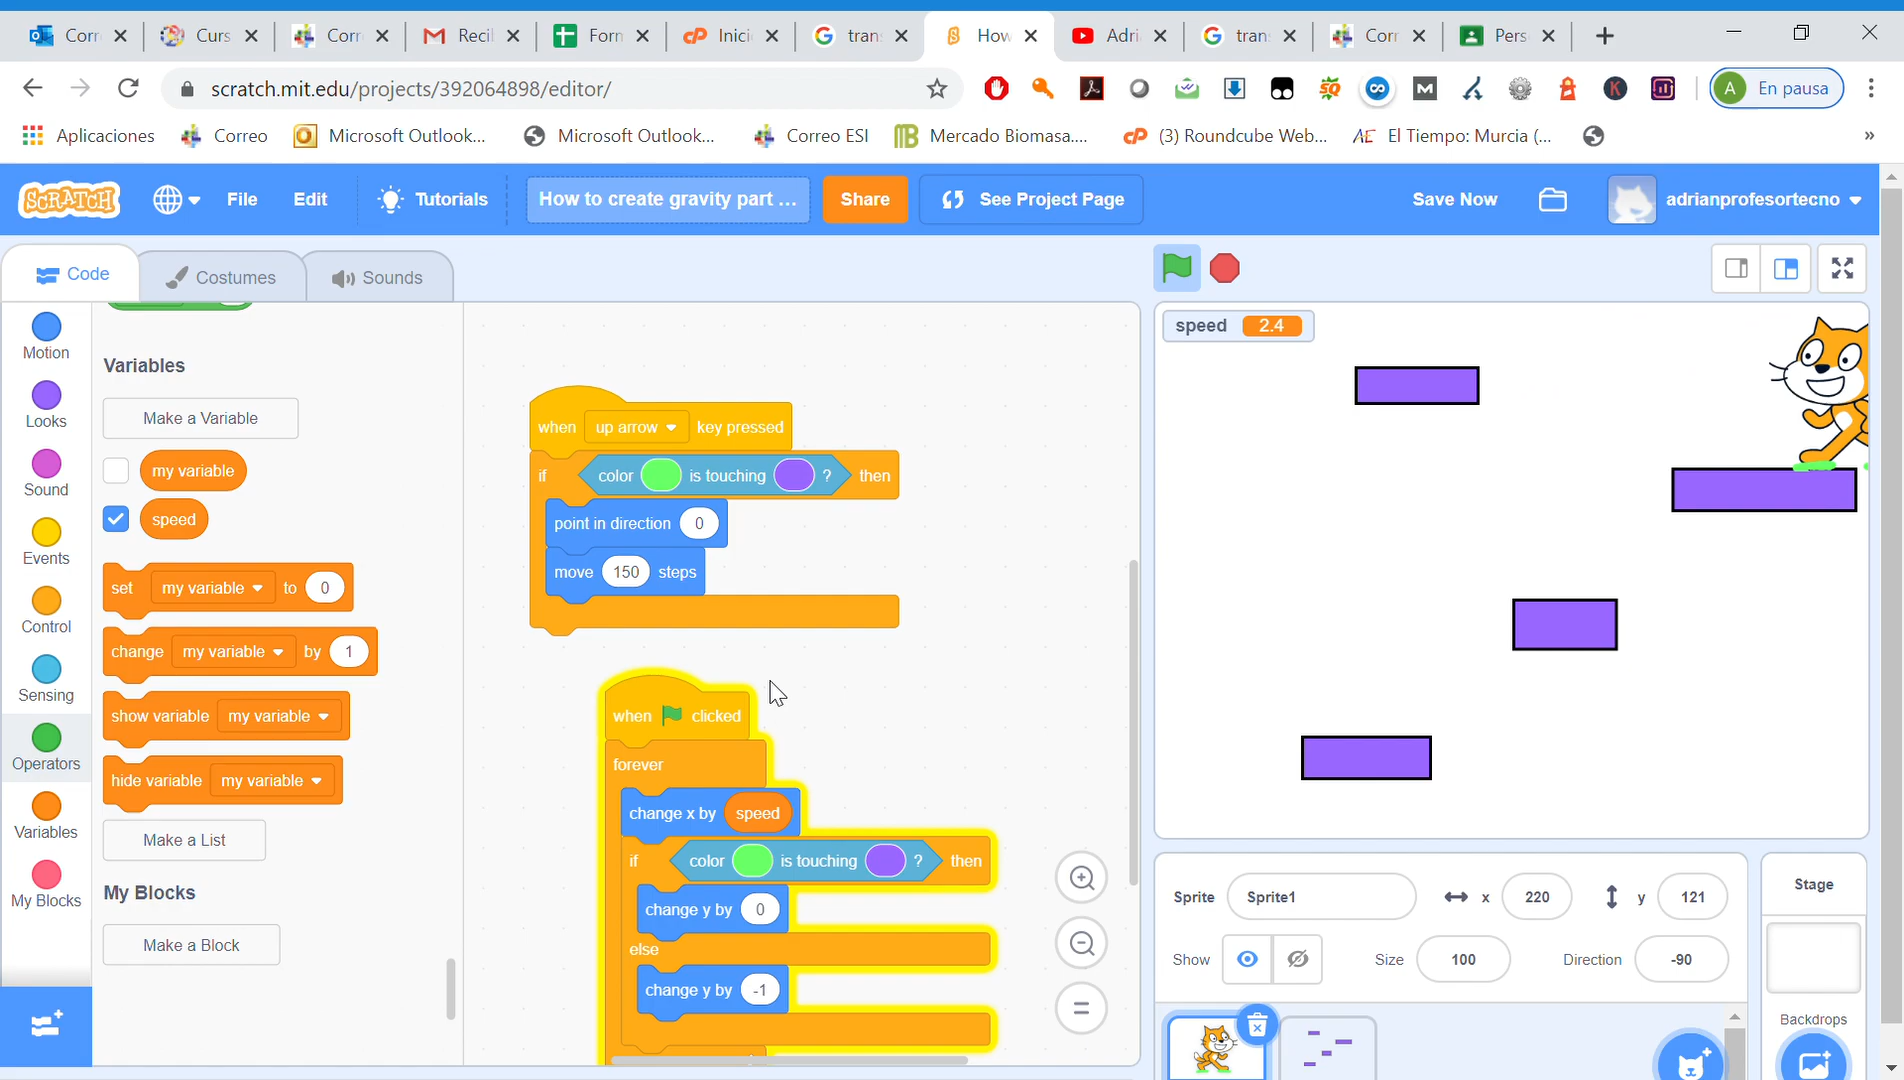 Corr
Curs
Corr
Recil
Forn
Inici
tran
How
Adri
tran
Corr
Pers
scratch.mit.edu/projects/392064898/editor/
A En pausa
Aplicaciones
Correo
Microsoft Outlook...
Microsoft Outlook...
Correo ESI
Mercado Biomasa....
(3) Roundcube Web...
El Tiempo: Murcia (...
»
SCRATCH
File
Edit
Tutorials
How to create gravity part ...
Share
See Project Page
Save Now
adrianprofesortecno
Code
Costumes
Sounds
Motion
Looks
Sound
Events
Control
Sensing
Operators
Variables
My Blocks
Variables
Make a Variable
my variable
speed
set my variable to 0
change my variable by 1
show variable my variable
hide variable my variable
Make a List
My Blocks
Make a Block
when up arrow key pressed
if color is touching ? then
point in direction 0
move 150 steps
when clicked
forever
change x by speed
if color is touching ? then
change y by 0
else
change y by -1
speed 2.4
Sprite Sprite1 x 220 y 121
Show Size 100 Direction -90
Stage
Backdrops